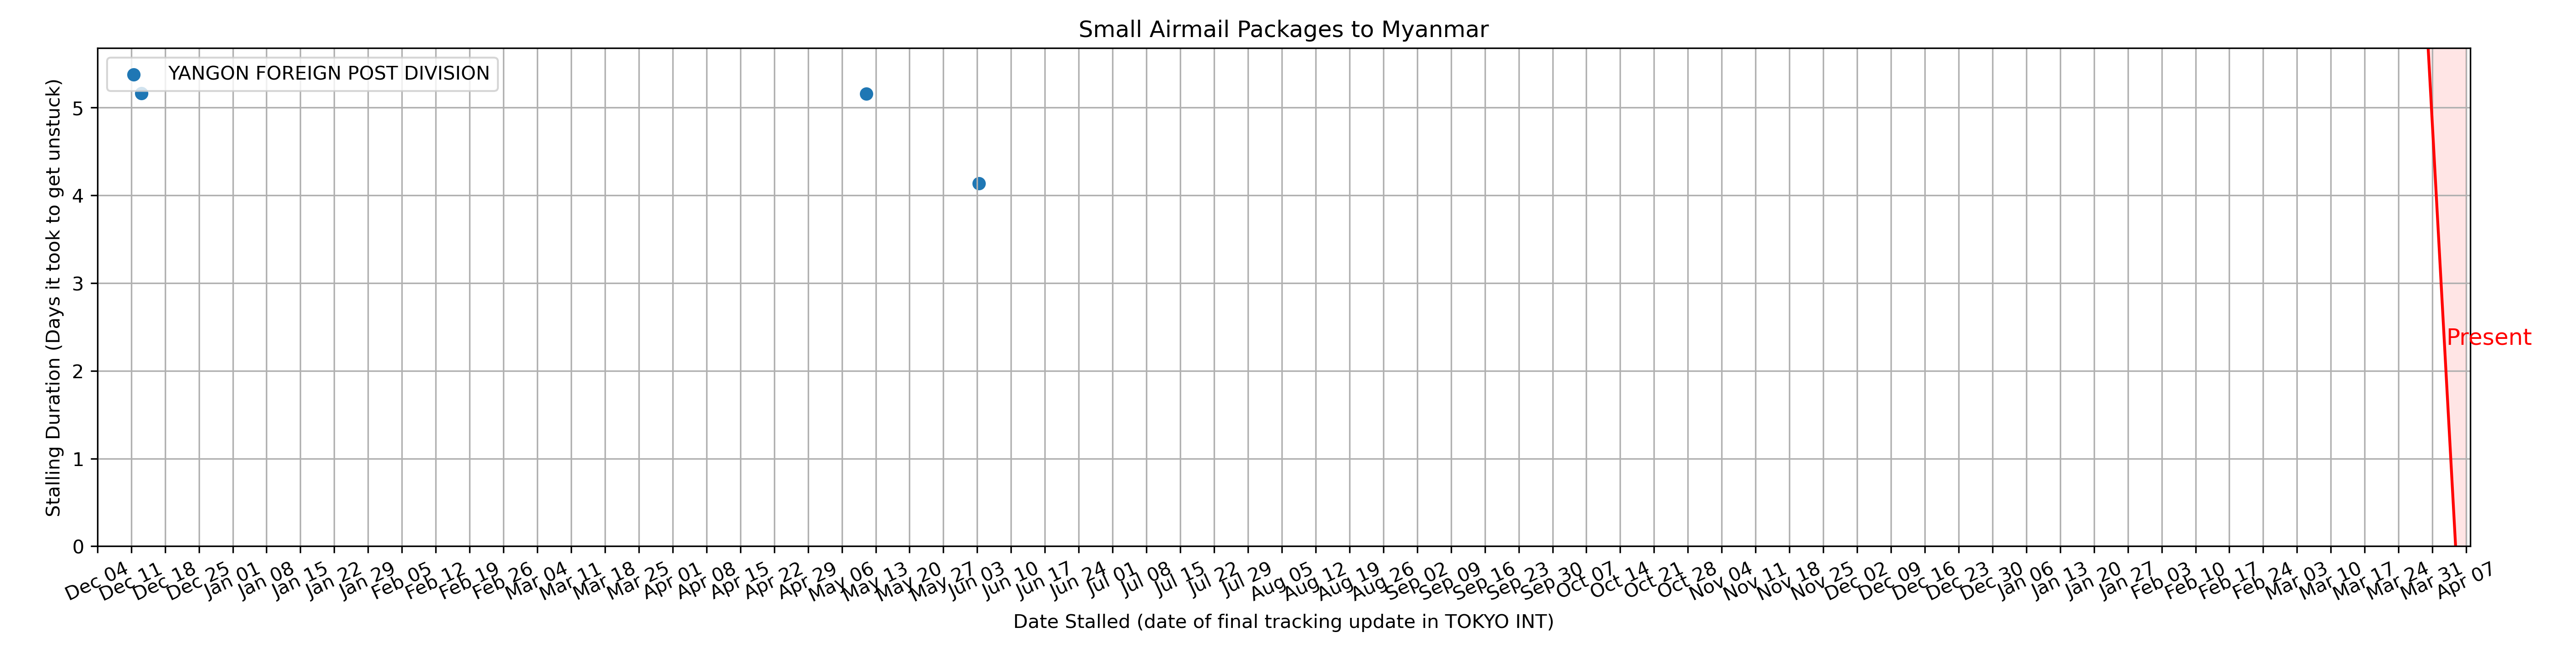 Small Airmail Packages to Myanmar
YANGON FOREIGN POST DIVISION
Stalling Duration (Days it took to get unstuck)
5
4
3
2
1
0
Present
Dec 04
Dec 11
Dec 18
Dec 25
Jan 01
Jan 08
Jan 15
Jan 22
Jan 29
Feb 05
Feb 12
Feb 19
Feb 26
Mar 04
Mar 11
Mar 18
Mar 25
Apr 01
Apr 08
Apr 15
Apr 22
Apr 29
May 06
May 13
May 20
May 27
Jun 03
Jun 10
Jun 17
Jun 24
Jul 01
Jul 08
Jul 15
Jul 22
Jul 29
Aug 05
Aug 12
Aug 19
Aug 26
Sep 02
Sep 09
Sep 16
Sep 23
Sep 30
Oct 07
Oct 14
Oct 21
Oct 28
Nov 04
Nov 11
Nov 18
Nov 25
Dec 02
Dec 09
Dec 16
Dec 23
Dec 30
Jan 06
Jan 13
Jan 20
Jan 27
Feb 03
Feb 10
Feb 17
Feb 24
Mar 03
Mar 10
Mar 17
Mar 24
Mar 31
Apr 07
Date Stalled (date of final tracking update in TOKYO INT)